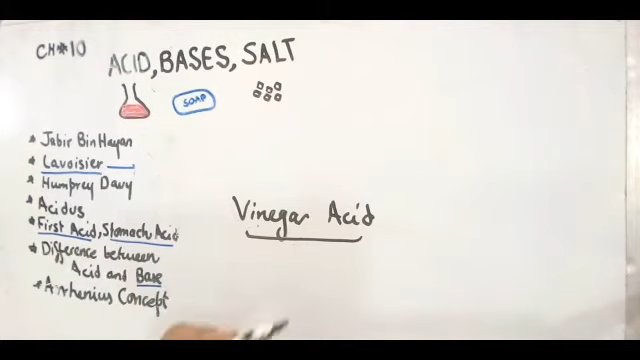 CH*10
ACID, BASES, SALT
SOAP
* Jabir Bin Hayan
* Lavoisier
* Humprey Davy
* Acidus
* First Acid, Stomach Acid
* Difference between
Acid and Base
* Arrhenius Concept
Vinegar Acid